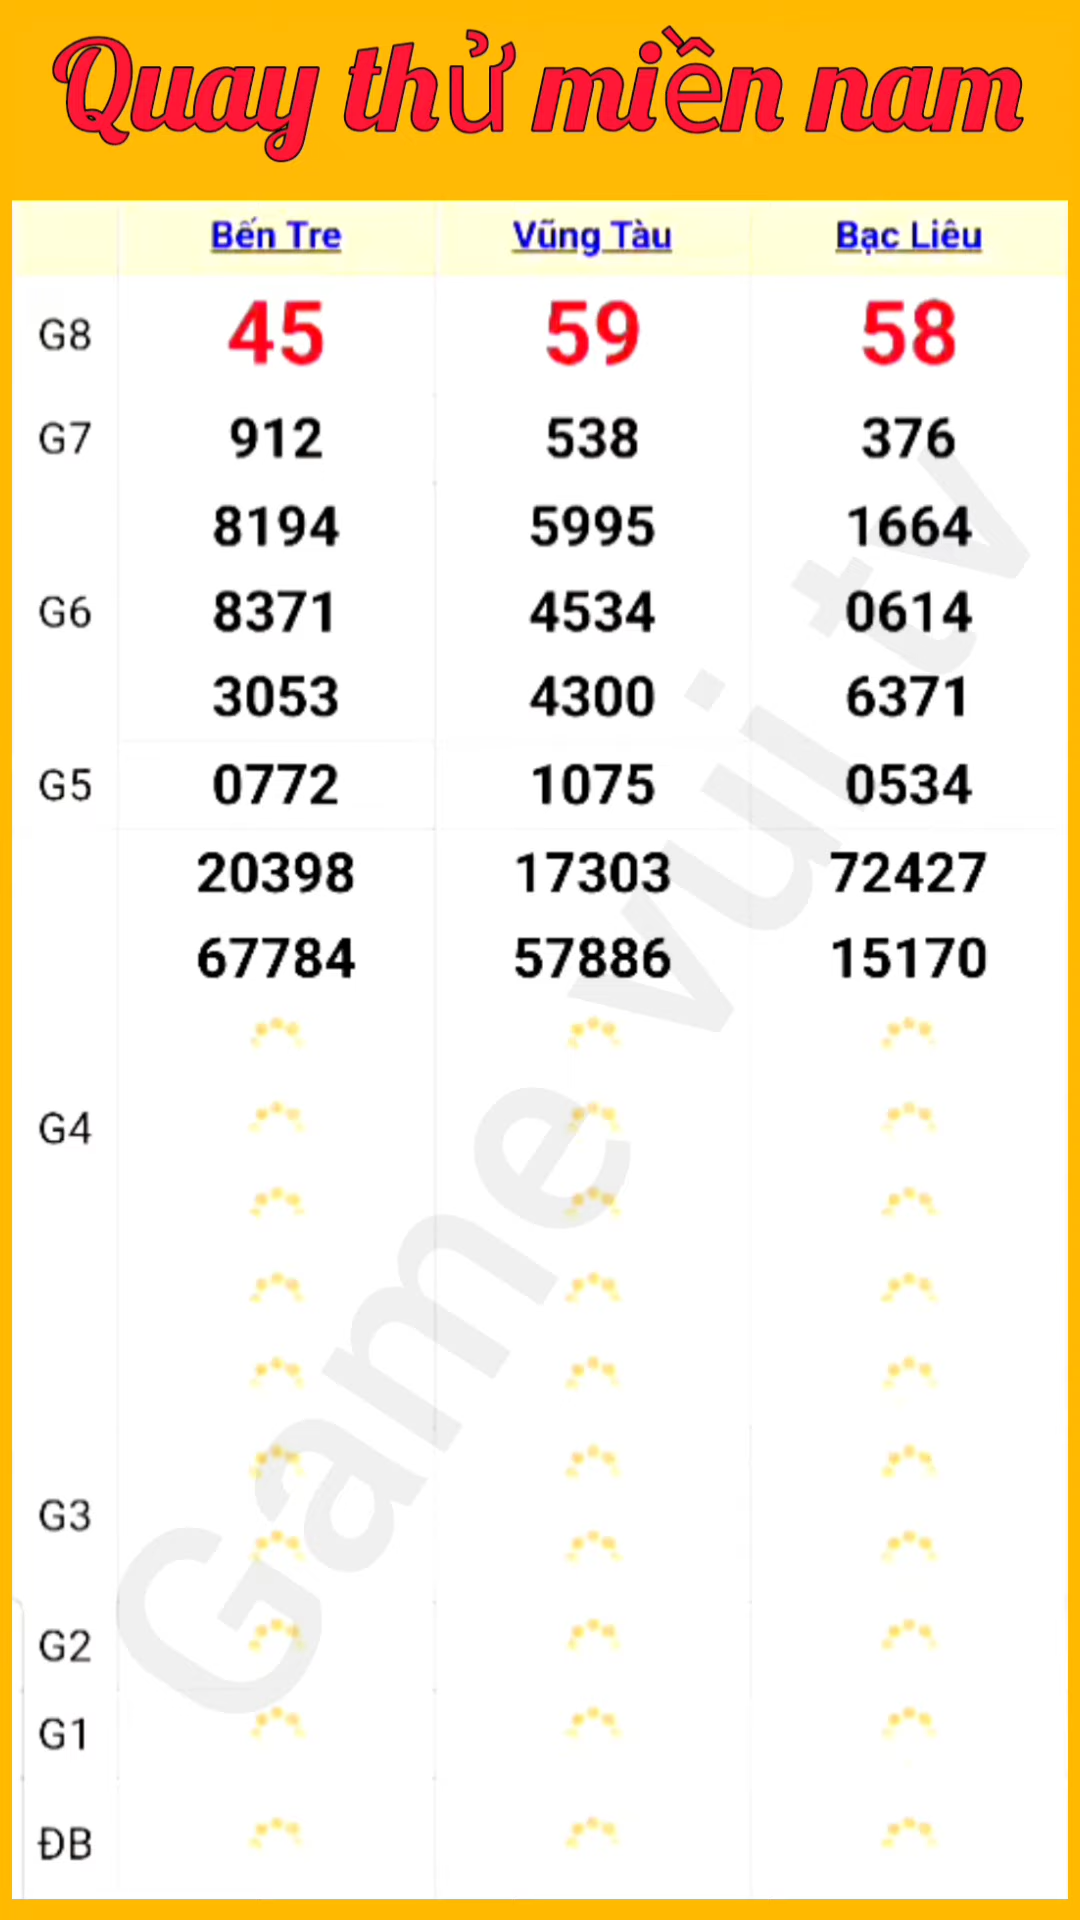 Quay thử miền nam
Bến Tre Vũng Tàu Bạc Liêu
G8 45 59 58
G7 912 538 376
8194 5995 1664
G6 8371 4534 0614
3053 4300 6371
G5 0772 1075 0534
20398 17303 72427
67784 57886 15170
G4
G3
G2
G1
ĐB
Game vui tv